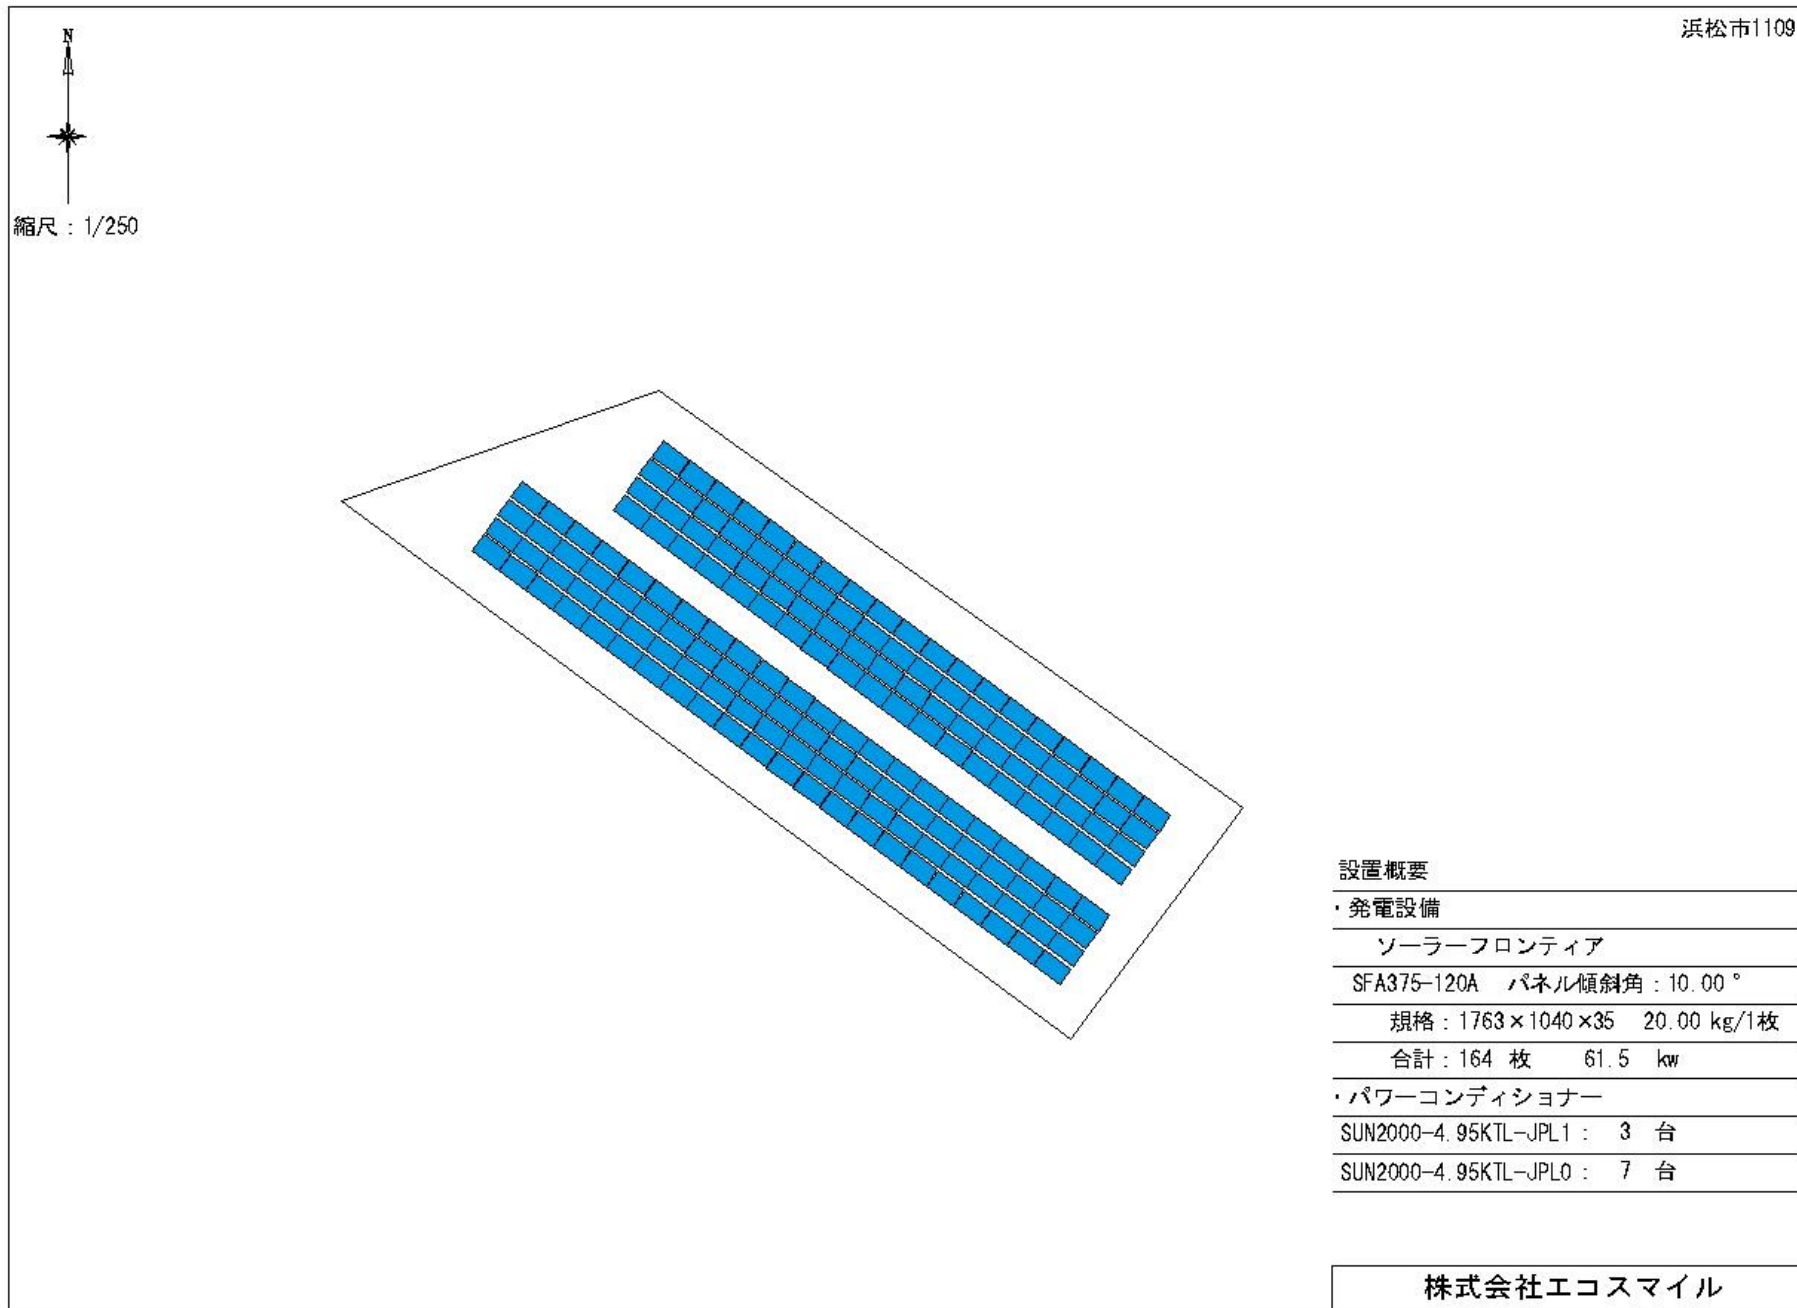 浜松市1109
N
縮尺：1/250
設置概要
・発電設備
ソーラーフロンティア
SFA375-120A パネル傾斜角：10.00°
規格：1763×1040×35 20.00 kg/1枚
合計：164 枚 61.5 kw
・パワーコンディショナー
SUN2000-4.95KTL-JPL1： 3 台
SUN2000-4.95KTL-JPL0： 7 台
株式会社エコスマイル